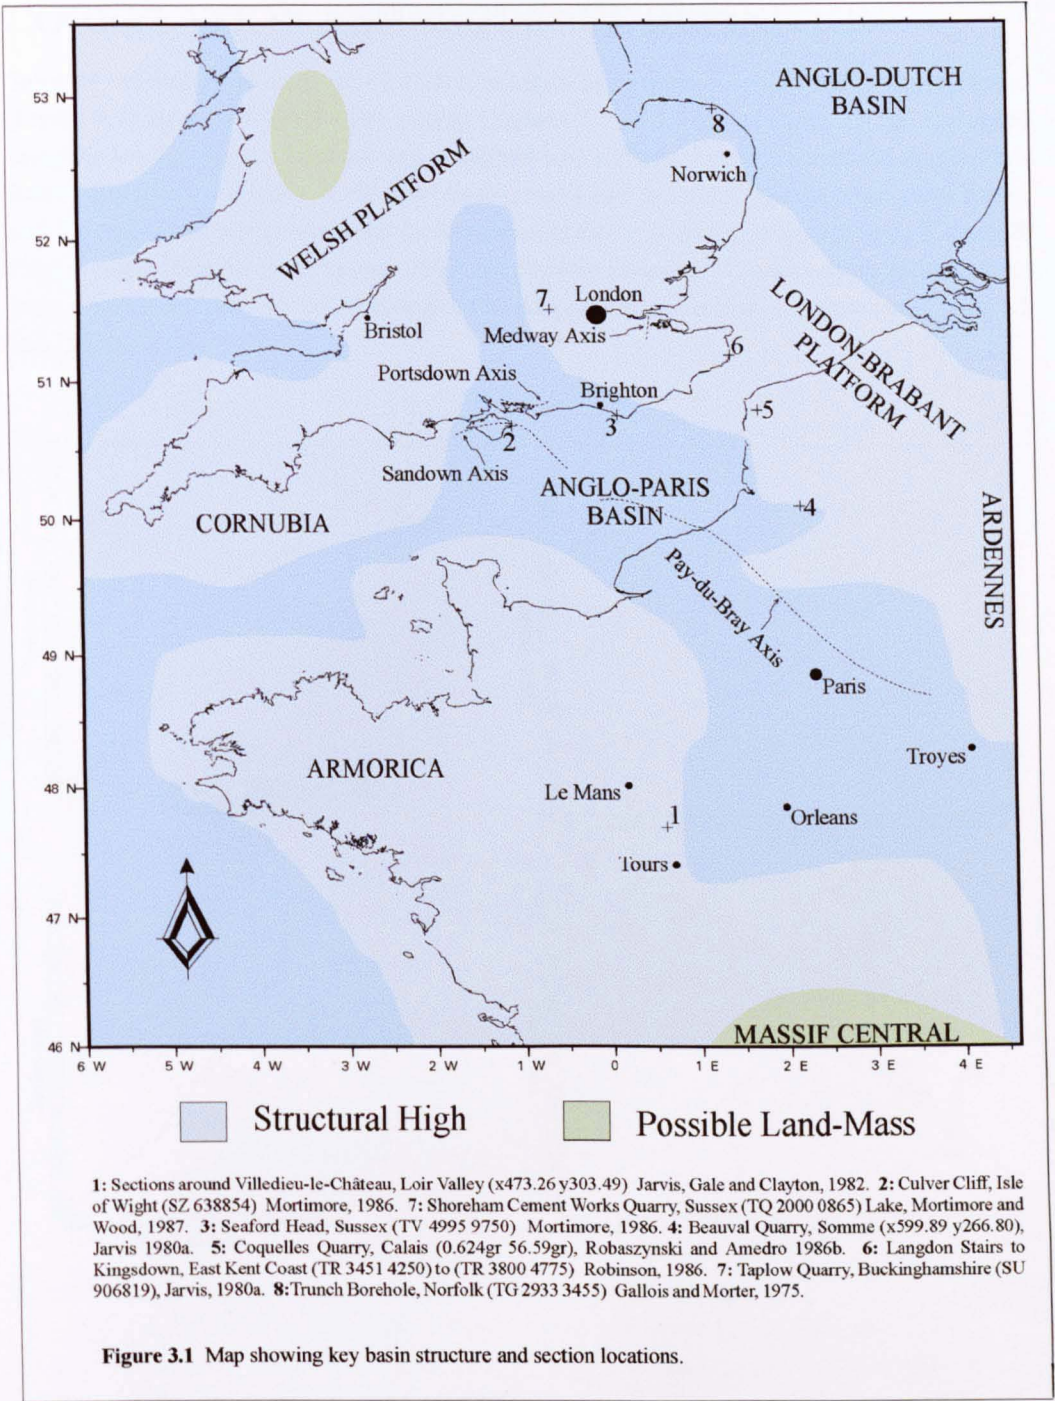 ANGLO-DUTCH
BASIN
53 N
8
Norwich
WELSH PLATFORM
52 N
7
London
LONDON-BRABANT
PLATFORM
Bristol
Medway Axis
6
51 N
Portsdown Axis
Brighton
5
3
2
Sandown Axis
ANGLO-PARIS
BASIN
4
ARDENNES
50 N
CORNUBIA
Pay-du-Bray Axis
49 N
Paris
Troyes
ARMORICA
48 N
Le Mans
1
Orleans
Tours
47 N
MASSIF CENTRAL
46 N
6 W 5 W 4 W 3 W 2 W 1 W 0 1 E 2 E 3 E 4 E
Structural High Possible Land-Mass
1: Sections around Villedieu-le-Château, Loir Valley (x473.26 y303.49) Jarvis, Gale and Clayton, 1982. 2: Culver Cliff, Isle
of Wight (SZ 638854) Mortimore, 1986. 7: Shoreham Cement Works Quarry, Sussex (TQ 2000 0865) Lake, Mortimore and
Wood, 1987. 3: Seaford Head, Sussex (TV 4995 9750) Mortimore, 1986. 4: Beauval Quarry, Somme (x599.89 y266.80),
Jarvis 1980a. 5: Coquelles Quarry, Calais (0.624gr 56.59gr), Robaszynski and Amedro 1986b. 6: Langdon Stairs to
Kingsdown, East Kent Coast (TR 3451 4250) to (TR 3800 4775) Robinson, 1986. 7: Taplow Quarry, Buckinghamshire (SU
906819), Jarvis, 1980a. 8:Trunch Borehole, Norfolk (TG 2933 3455) Gallois and Morter, 1975.
Figure 3.1 Map showing key basin structure and section locations.